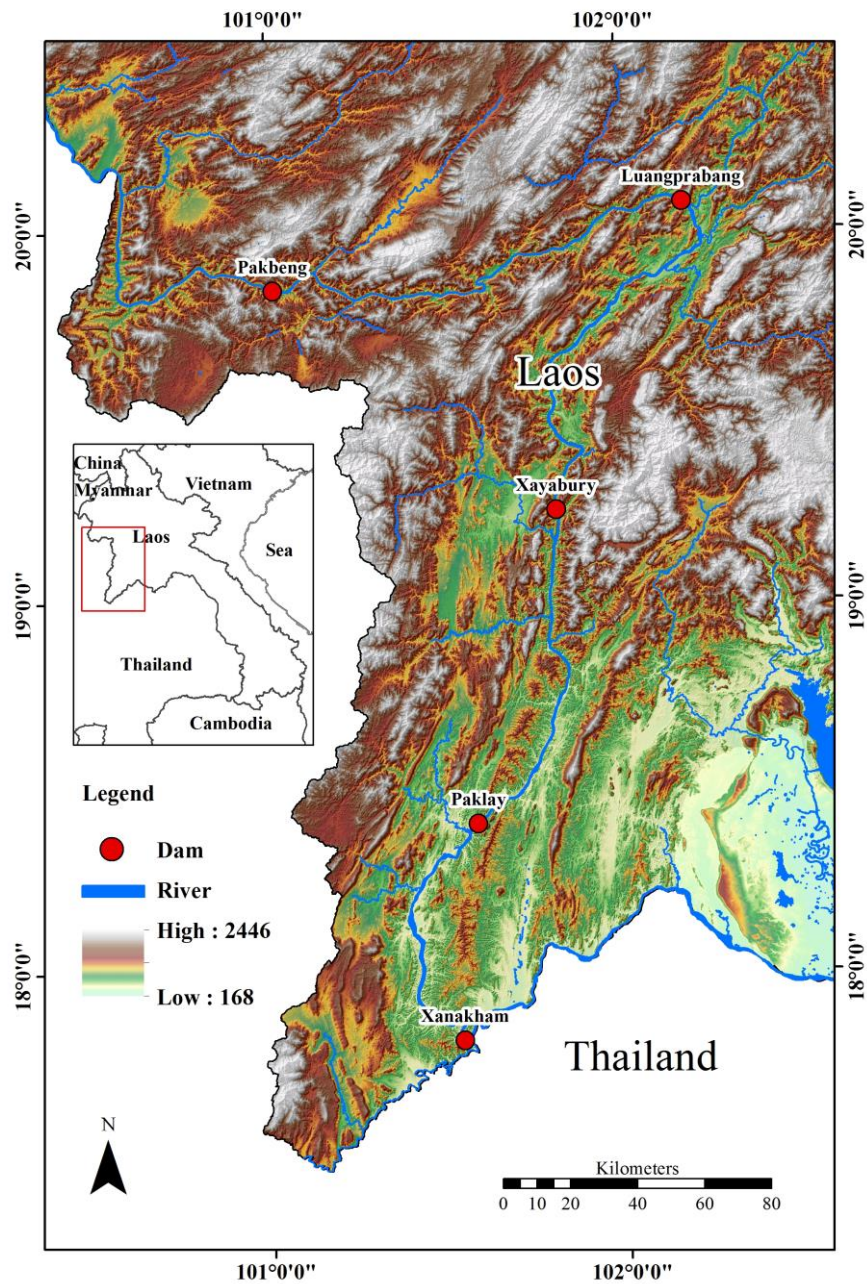 101°0'0"
102°0'0"
Luangprabang
20°0'0"
20°0'0"
Pakbeng
Laos
China
Myanmar
Vietnam
Laos
Sea
Thailand
Cambodia
Xayabury
19°0'0"
19°0'0"
Legend
Dam
River
High : 2446
Low : 168
Paklay
18°0'0"
18°0'0"
Xanakham
Thailand
N
Kilometers
0 10 20 40 60 80
101°0'0"
102°0'0"